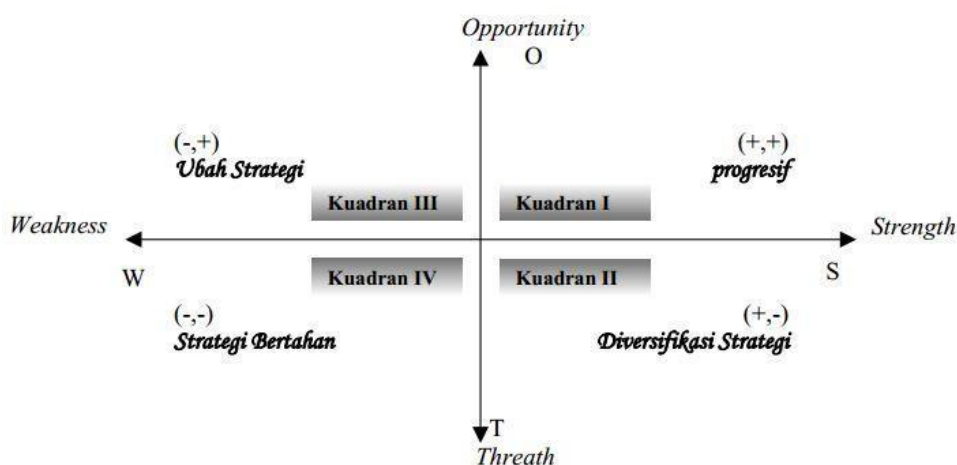 Opportunity
O
(-,+)
Ubah Strategi
(+,+)
progresif
Kuadran III
Kuadran I
Weakness
Strength
W
S
Kuadran IV
Kuadran II
(-,-)
Strategi Bertahan
(+,-)
Diversifikasi Strategi
T
Threath